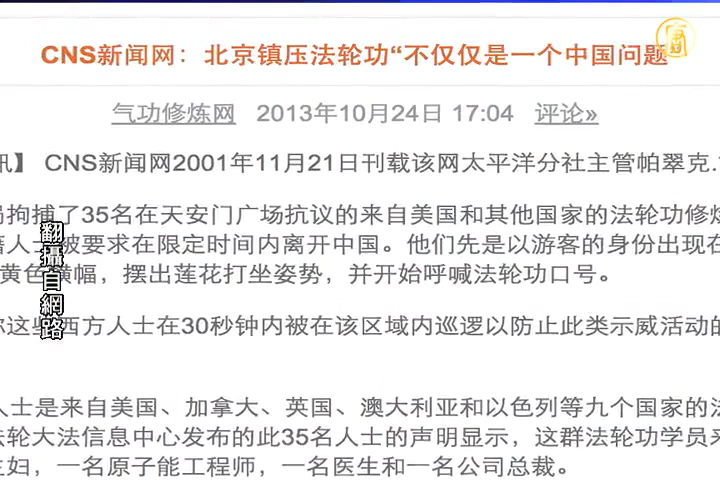 CNS新闻网：北京镇压法轮功“不仅仅是一个中国问题
气功修炼网 2013年10月24日 17:04 评论»
讯】 CNS新闻网2001年11月21日刊载该网太平洋分社主管帕翠克.
局拘捕了35名在天安门广场抗议的来自美国和其他国家的法轮功修炼
籍人士被要求在限定时间内离开中国。他们先是以游客的身份出现在
黄色横幅，摆出莲花打坐姿势，并开始呼喊法轮功口号。
称这些西方人士在30秒钟内被在该区域内巡逻以防止此类示威活动的
人士是来自美国、加拿大、英国、澳大利亚和以色列等九个国家的法
法轮大法信息中心发布的此35名人士的声明显示，这群法轮功学员来
主妇，一名原子能工程师，一名医生和一名公司总裁。
翻攝自網路